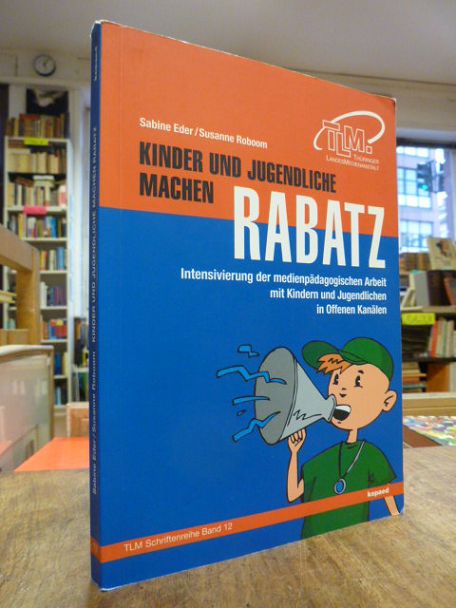 Sabine Eder/Susanne Roboom
TLM.
THÜRINGER
LANDESMEDIENANSTALT
KINDER UND JUGENDLICHE
MACHEN
RABATZ
Intensivierung der medienpädagogischen Arbeit
mit Kindern und Jugendlichen
in Offenen Kanälen
kopaed
TLM Schriftenreihe Band 12
kopaed
Sabine Eder/Susanne Roboom KINDER UND JUGENDLICHE MACHEN RABATZ